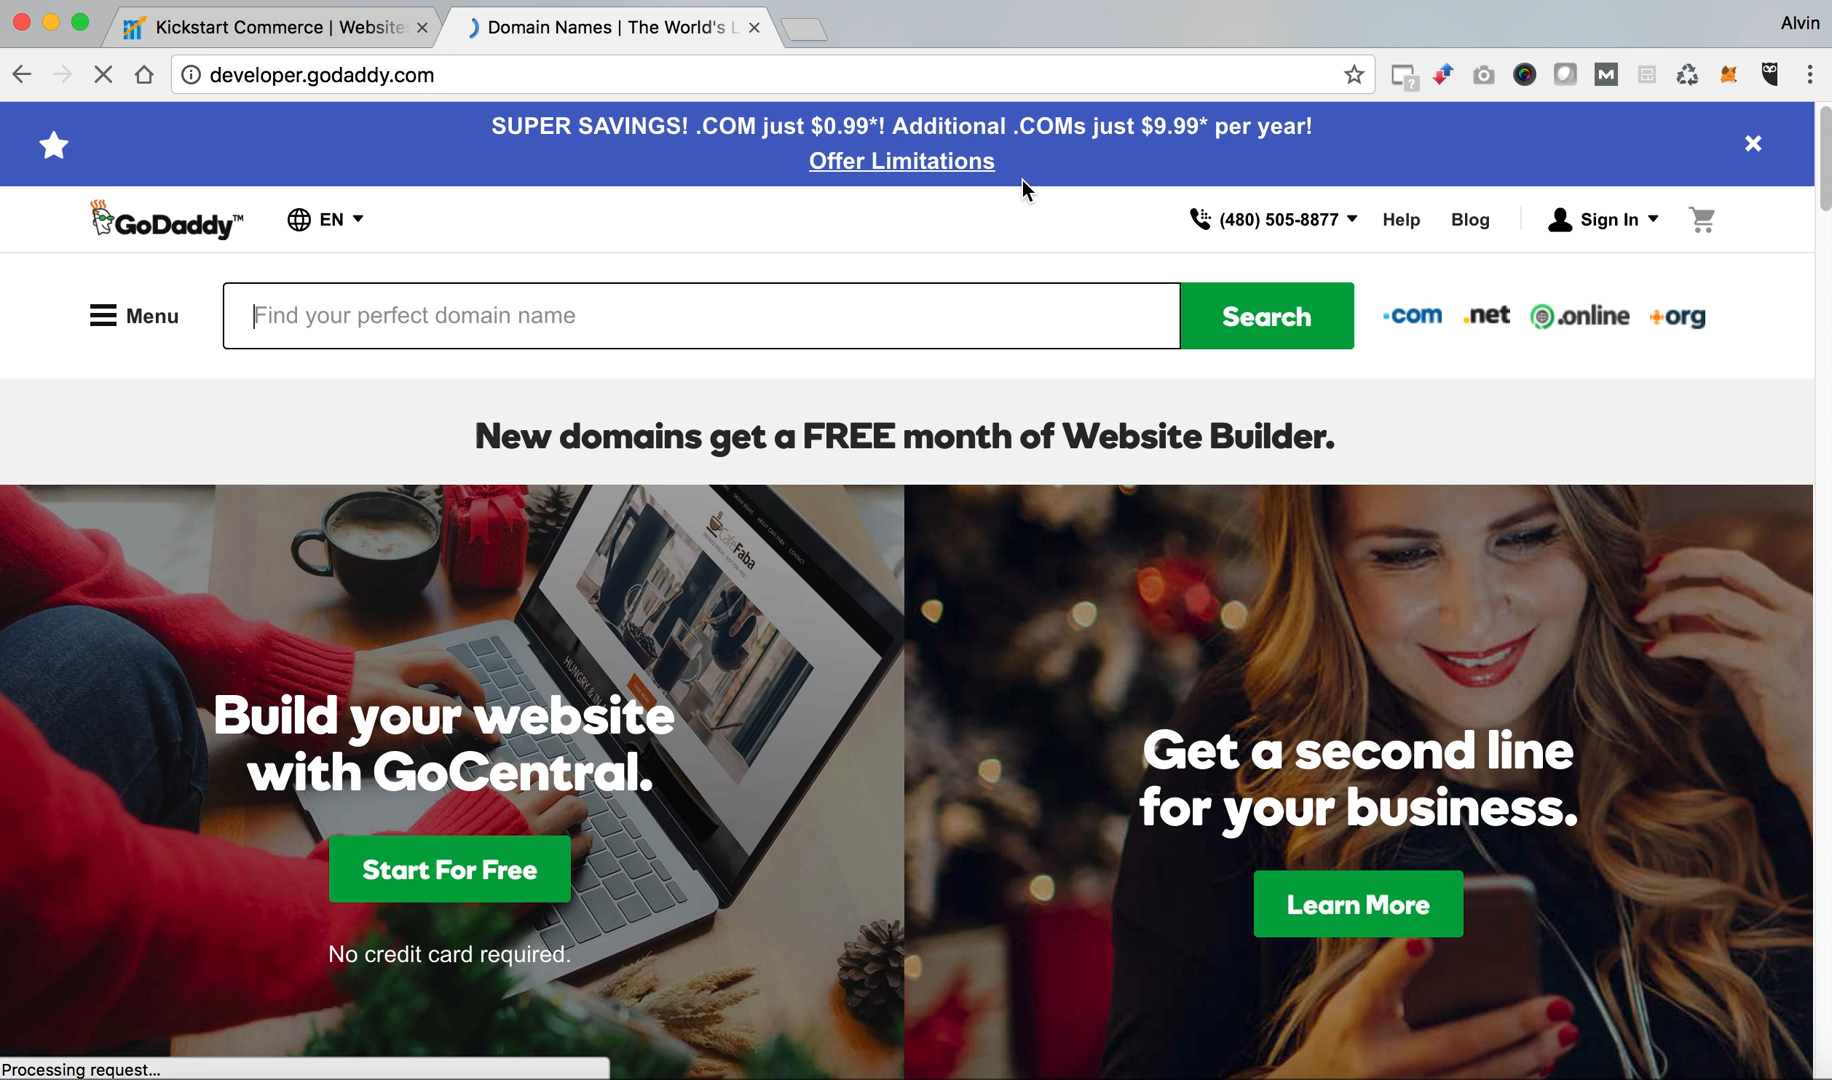 Kickstart Commerce | Website
Domain Names | The World's L
Alvin
developer.godaddy.com
SUPER SAVINGS! .COM just $0.99*! Additional .COMs just $9.99* per year!
Offer Limitations
GoDaddy™
EN
(480) 505-8877
Help
Blog
Sign In
Menu
Find your perfect domain name
Search
.com
.net
.online
org
New domains get a FREE month of Website Builder.
CafeFaba
HUNGRY & IN
Build your website
with GoCentral.
Start For Free
No credit card required.
Get a second line
for your business.
Learn More
Processing request...